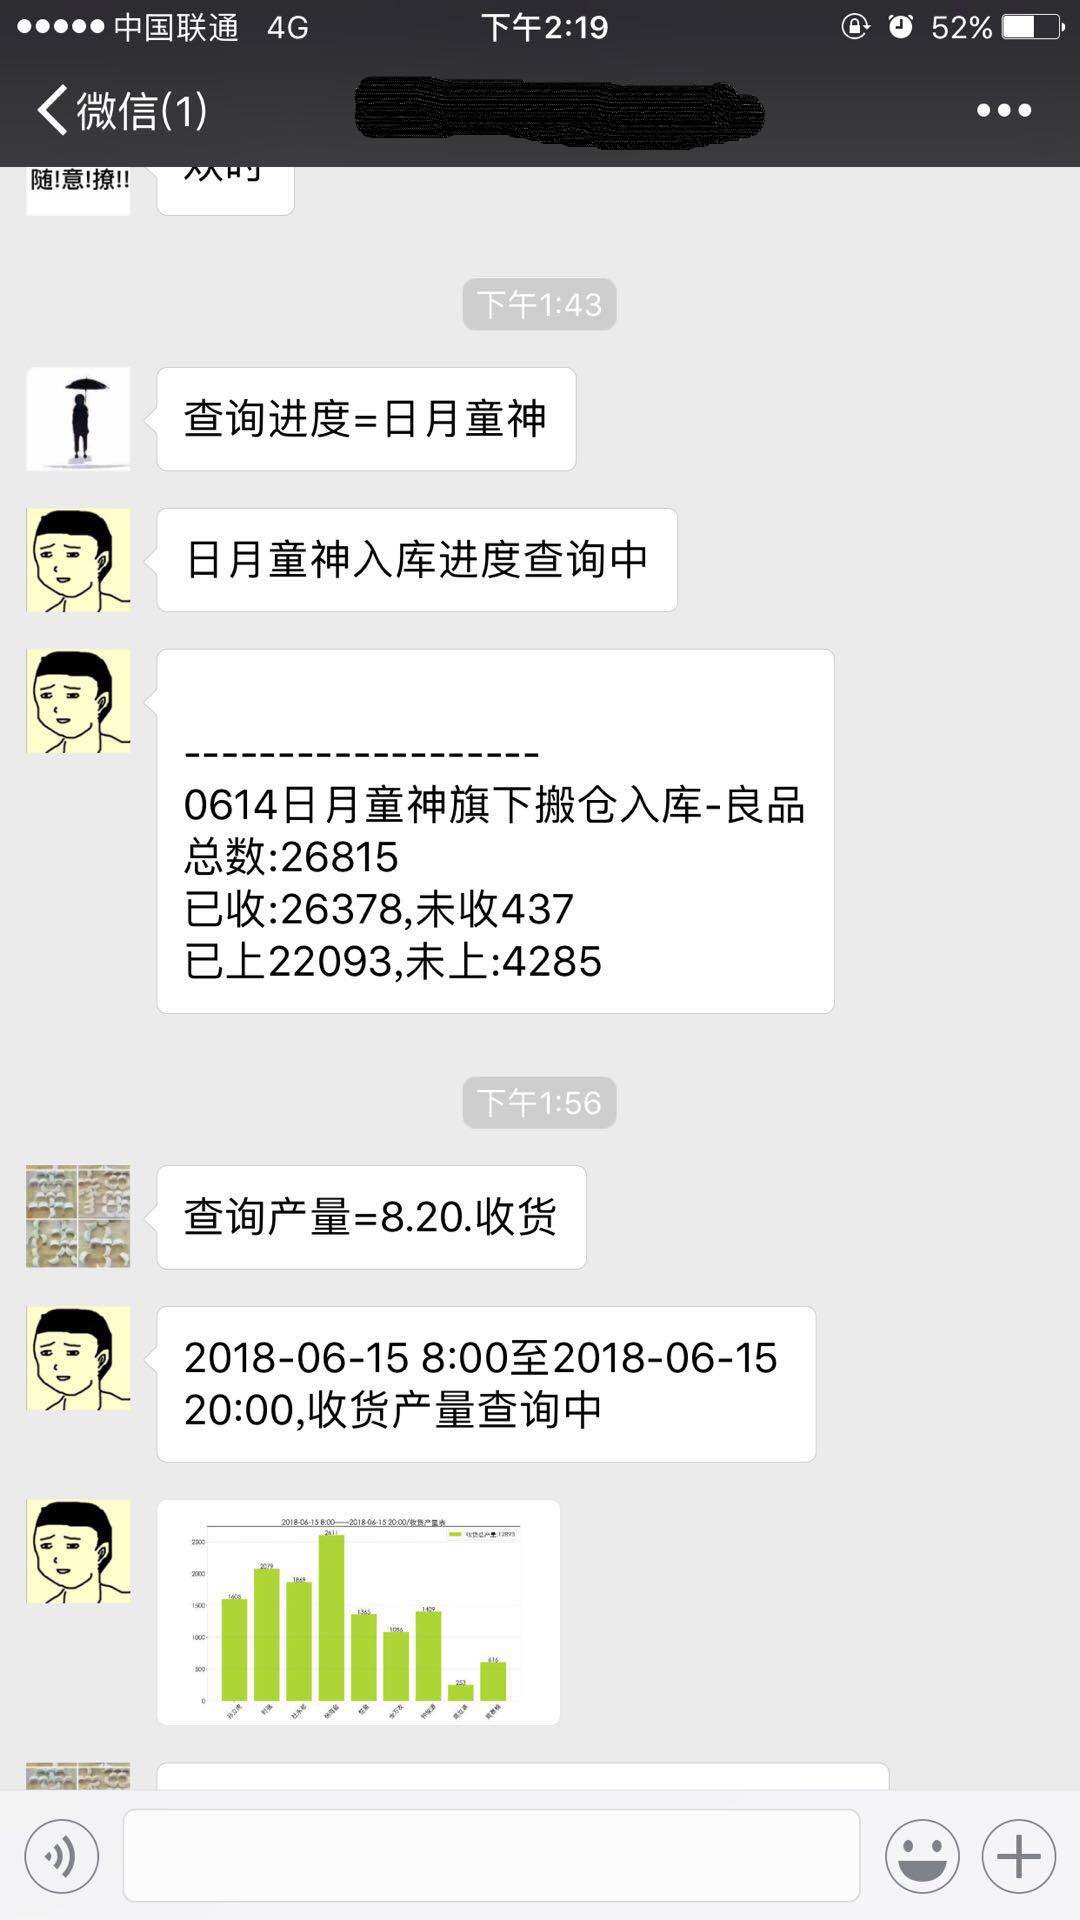 中国联通 4G 下午2:19 52%
微信(1)
随!意!撩!!
下午1:43
查询进度=日月童神
日月童神入库进度查询中
-------------------
0614日月童神旗下搬仓入库-良品
总数:26815
已收:26378,未收437
已上22093,未上:4285
下午1:56
查询产量=8.20.收货
2018-06-15 8:00至2018-06-15
20:00,收货产量查询中
2018-06-15 8:00——2018-06-15 20:00/收货产量表
收货总产量:12893
2500
2000
1500
1000
500
0
1605
2079
1869
2611
1365
1086
1409
253
616